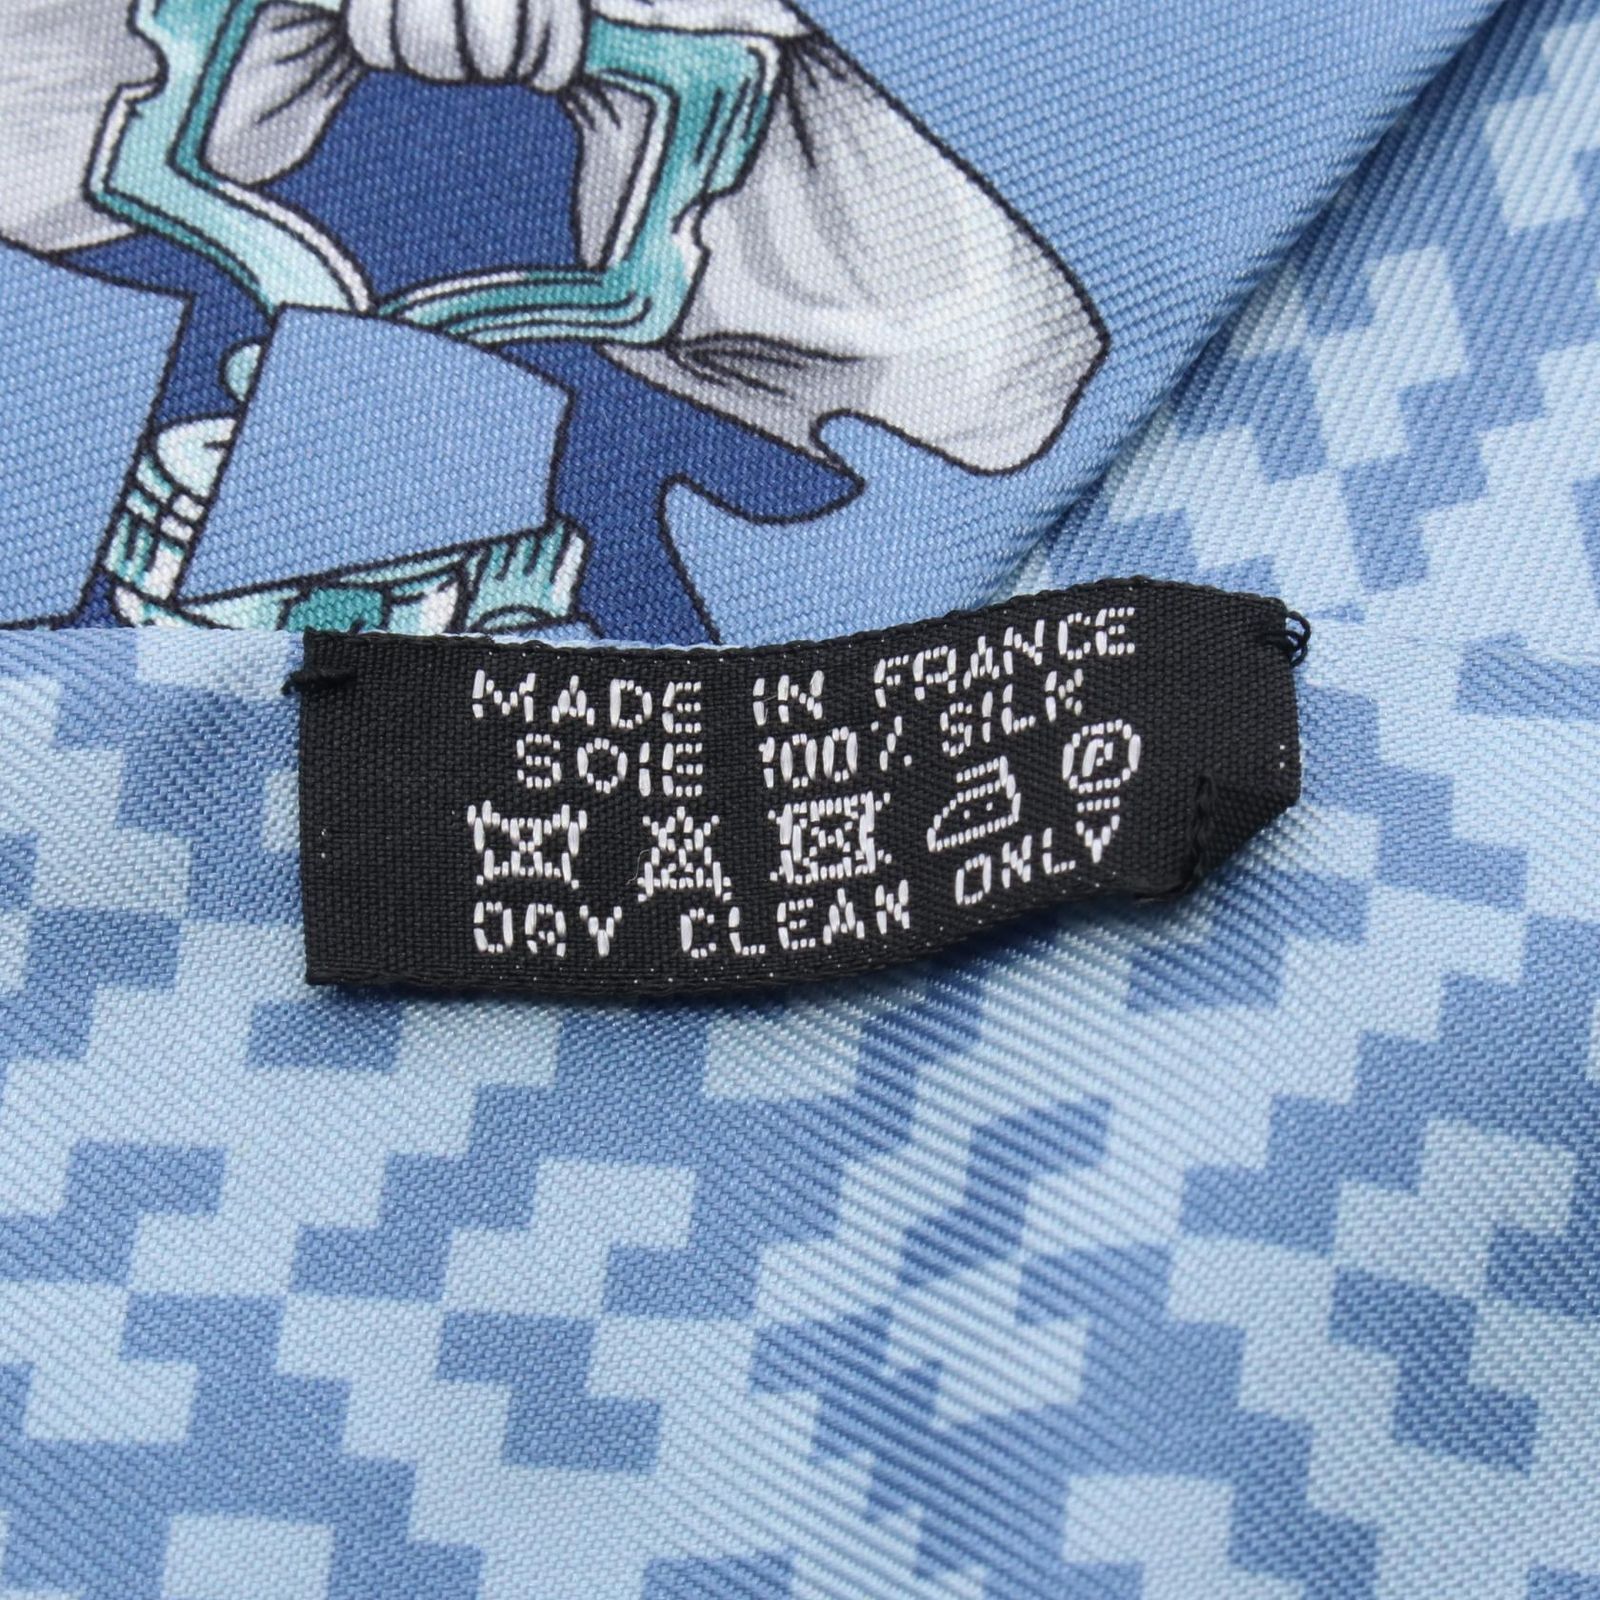 MADE IN FRANCE
SOIE 100% SILK
P
DRY CLEAN ONLY